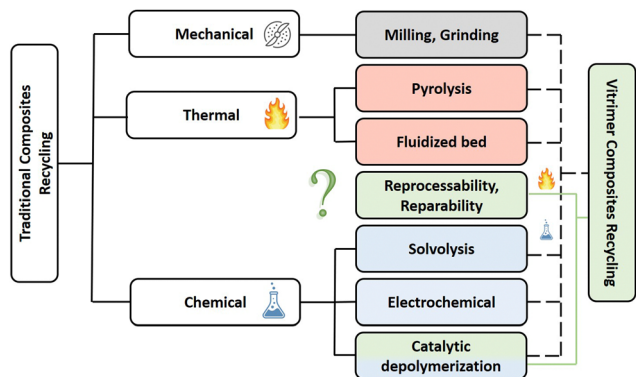 Traditional Composites
Recycling
Mechanical
Thermal
Chemical
Milling, Grinding
Pyrolysis
Fluidized bed
?
Reprocessability,
Reparability
Solvolysis
Electrochemical
Catalytic
depolymerization
Vitrimer Composites Recycling